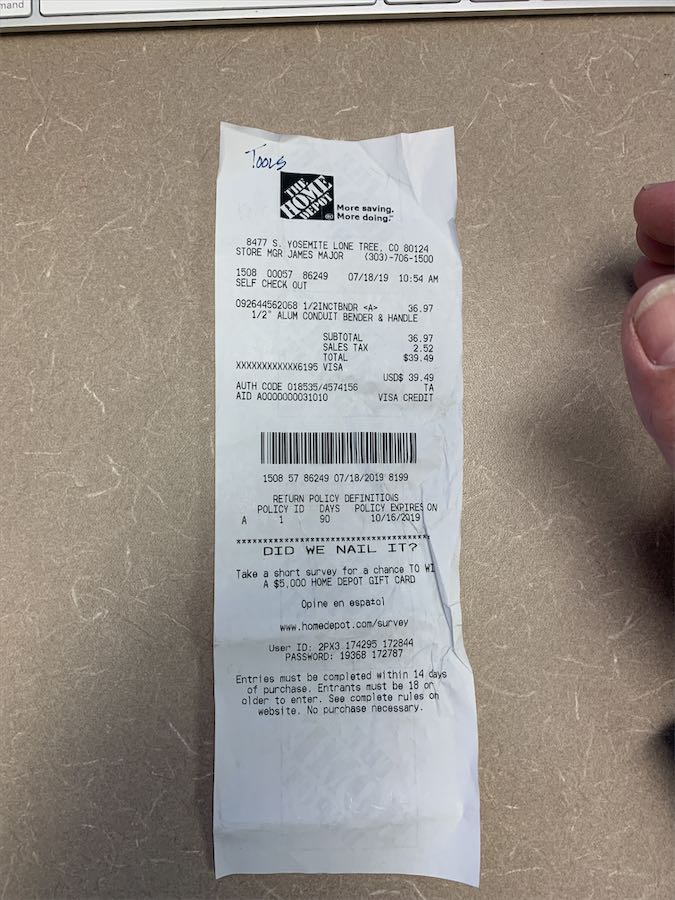 mand
Tools
THE
HOME
DEPOT
More saving.
More doing.
8477 S. YOSEMITE LONE TREE, CO 80124
STORE MGR JAMES MAJOR (303)-706-1500
1508 00057 86249 07/18/19 10:54 AM
SELF CHECK OUT
092644562068 1/2INCTBNDR <A> 36.97
1/2" ALUM CONDUIT BENDER & HANDLE
SUBTOTAL 36.97
SALES TAX 2.52
TOTAL $39.49
XXXXXXXXXXXX6195 VISA
USD$ 39.49
AUTH CODE 018535/4574156 TA
AID A0000000031010 VISA CREDIT
1508 57 86249 07/18/2019 8199
RETURN POLICY DEFINITIONS
POLICY ID DAYS POLICY EXPIRES ON
A 1 90 10/16/2019
****************************************
DID WE NAIL IT?
Take a short survey for a chance TO WI
A $5,000 HOME DEPOT GIFT CARD
Opine en español
www.homedepot.com/survey
User ID: 2PX3 174295 172844
PASSWORD: 19368 172787
Entries must be completed within 14 days
of purchase. Entrants must be 18 or
older to enter. See complete rules on
website. No purchase necessary.